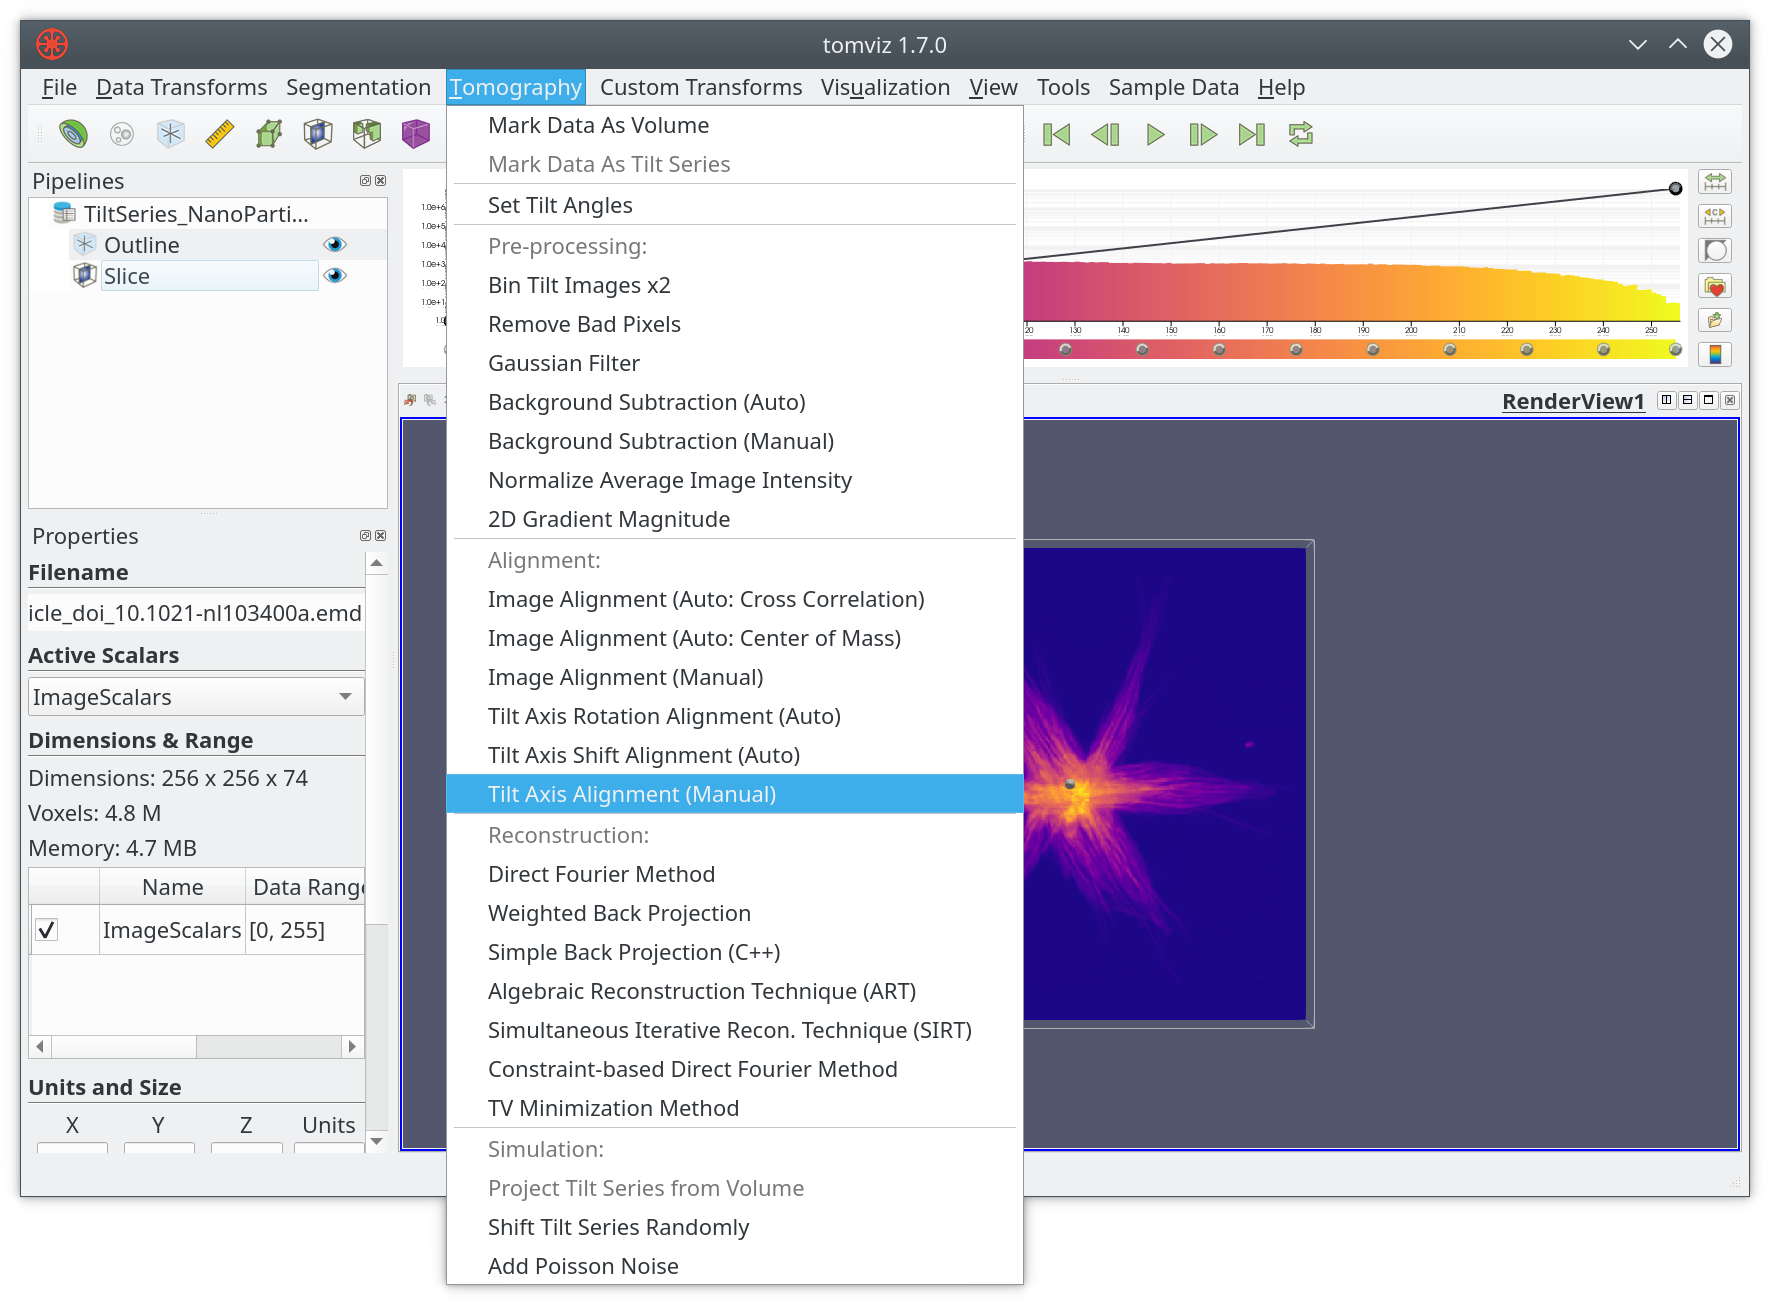 tomviz 1.7.0
File Data Transforms Segmentation Tomography Custom Transforms Visualization View Tools Sample Data Help
Mark Data As Volume
Mark Data As Tilt Series
Set Tilt Angles
Pre-processing:
Bin Tilt Images x2
Remove Bad Pixels
Gaussian Filter
Background Subtraction (Auto)
Background Subtraction (Manual)
Normalize Average Image Intensity
2D Gradient Magnitude
Alignment:
Image Alignment (Auto: Cross Correlation)
Image Alignment (Auto: Center of Mass)
Image Alignment (Manual)
Tilt Axis Rotation Alignment (Auto)
Tilt Axis Shift Alignment (Auto)
Tilt Axis Alignment (Manual)
Reconstruction:
Direct Fourier Method
Weighted Back Projection
Simple Back Projection (C++)
Algebraic Reconstruction Technique (ART)
Simultaneous Iterative Recon. Technique (SIRT)
Constraint-based Direct Fourier Method
TV Minimization Method
Simulation:
Project Tilt Series from Volume
Shift Tilt Series Randomly
Add Poisson Noise
Pipelines
TiltSeries_NanoParti...
Outline
Slice
Properties
Filename
icle_doi_10.1021-nl103400a.emd
Active Scalars
ImageScalars
Dimensions & Range
Dimensions: 256 x 256 x 74
Voxels: 4.8 M
Memory: 4.7 MB
Name Data Range
ImageScalars [0, 255]
Units and Size
X Y Z Units
1.0e+6
1.0e+5
1.0e+4
1.0e+3
1.0e+2
1.0e+1
1.0
20 130 140 150 160 170 180 190 200 210 220 230 240 250
C
RenderView1